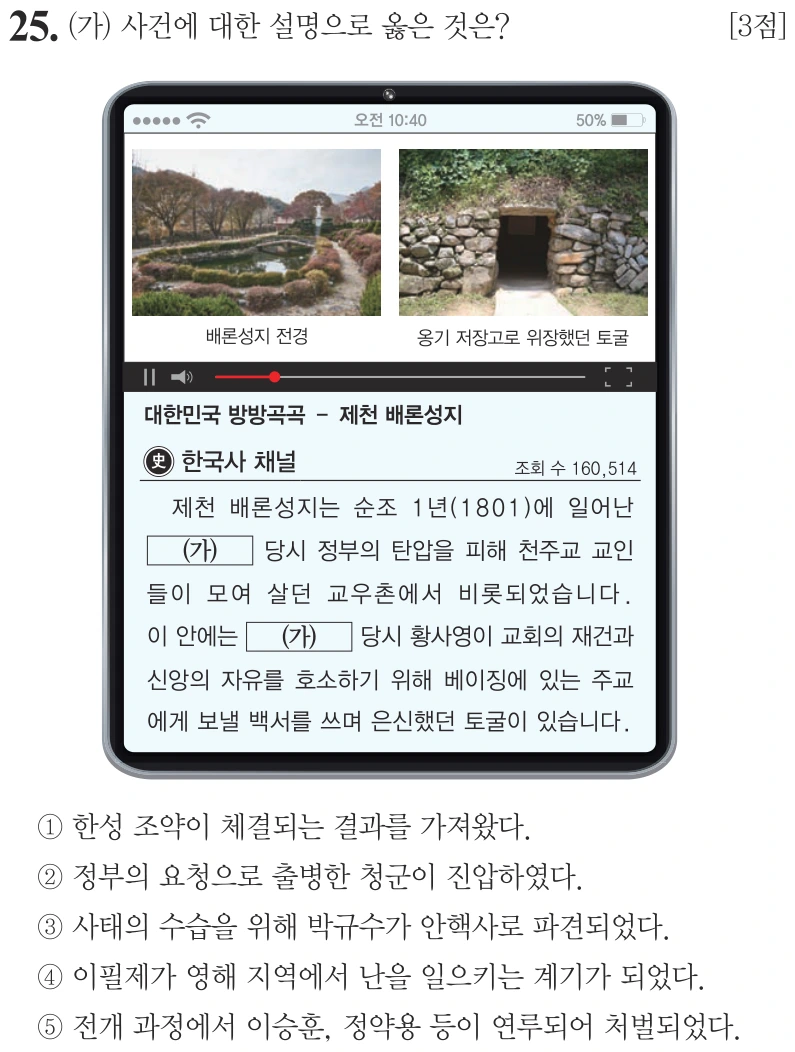 25. (가) 사건에 대한 설명으로 옳은 것은? [3점]
오전 10:40 50%
배론성지 전경
옹기 저장고로 위장했던 토굴
대한민국 방방곡곡 - 제천 배론성지
史 한국사 채널 조회 수 160,514
제천 배론성지는 순조 1년(1801)에 일어난
(가) 당시 정부의 탄압을 피해 천주교 교인
들이 모여 살던 교우촌에서 비롯되었습니다.
이 안에는 (가) 당시 황사영이 교회의 재건과
신앙의 자유를 호소하기 위해 베이징에 있는 주교
에게 보낼 백서를 쓰며 은신했던 토굴이 있습니다.
① 한성 조약이 체결되는 결과를 가져왔다.
② 정부의 요청으로 출병한 청군이 진압하였다.
③ 사태의 수습을 위해 박규수가 안핵사로 파견되었다.
④ 이필제가 영해 지역에서 난을 일으키는 계기가 되었다.
⑤ 전개 과정에서 이승훈, 정약용 등이 연루되어 처벌되었다.